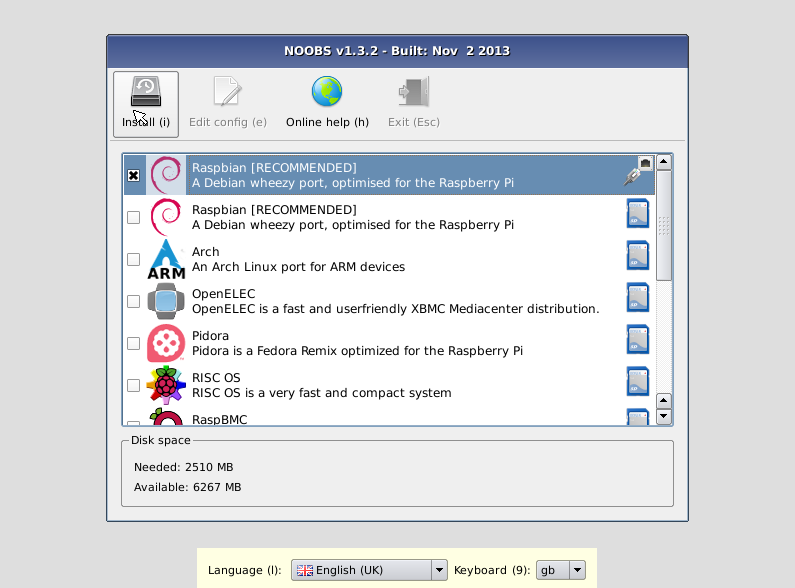 NOOBS v1.3.2 - Built: Nov  2 2013
Install (i)
Edit config (e)
Online help (h)
Exit (Esc)
Raspbian [RECOMMENDED]
A Debian wheezy port, optimised for the Raspberry Pi
Raspbian [RECOMMENDED]
A Debian wheezy port, optimised for the Raspberry Pi
ARM
Arch
An Arch Linux port for ARM devices
OpenELEC
OpenELEC is a fast and userfriendly XBMC Mediacenter distribution.
Pidora
Pidora is a Fedora Remix optimized for the Raspberry Pi
RISC OS
RISC OS is a very fast and compact system
RaspBMC
Disk space
Needed: 2510 MB
Available: 6267 MB
Language (l): English (UK) Keyboard (9): gb